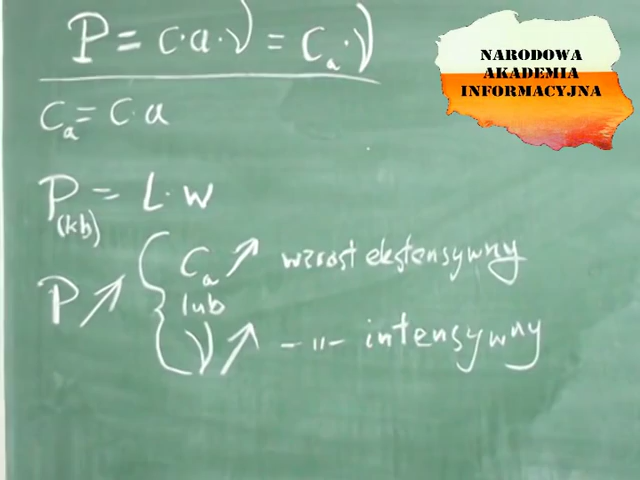 P = c·a·ν = Cₐ·ν
Cₐ = c·a
P(kb) = L·w
P ↗ { Cₐ ↗ wzrost ekstensywny
lub
ν ↗ -"- intensywny
NARODOWA
AKADEMIA
INFORMACYJNA